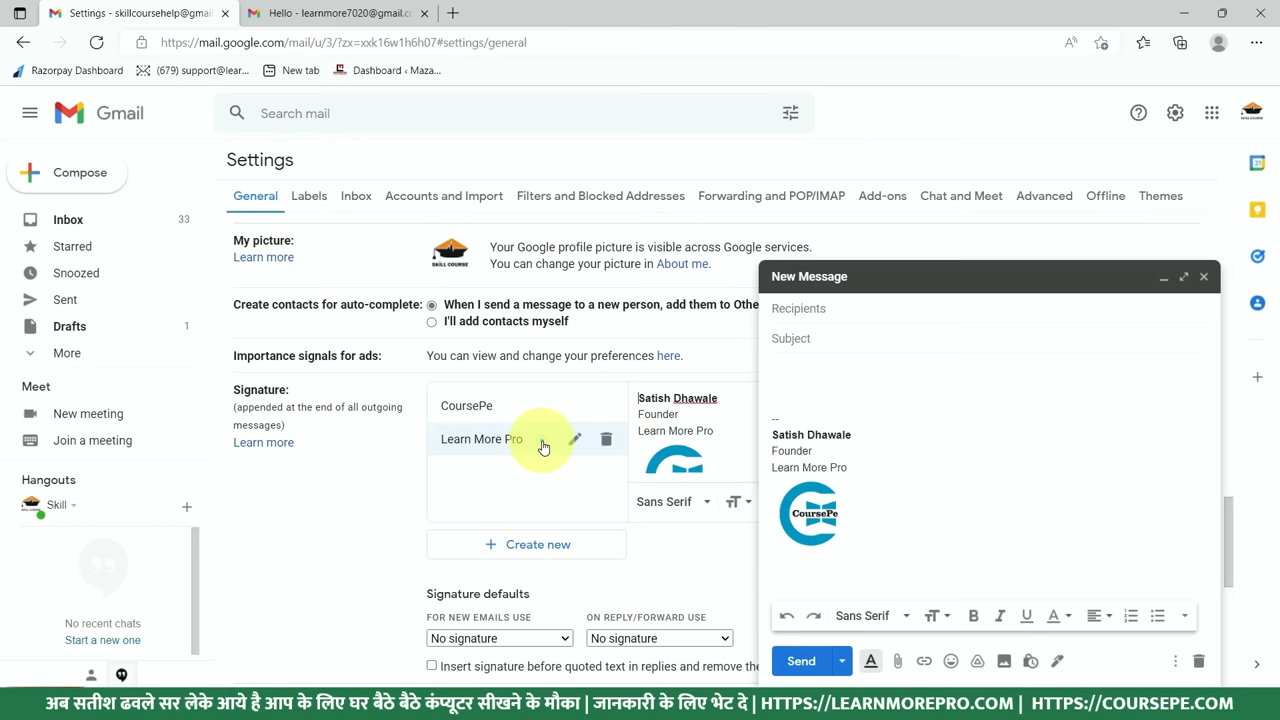 Settings - skillcoursehelp@gmai
Hello - learnmore7020@gmail.cc
https://mail.google.com/mail/u/3/?zx=xxk16w1h6h07#settings/general
Razorpay Dashboard
(679) support@lear...
New tab
Dashboard ‹ Maza...
Gmail
Search mail
Compose
Settings
General Labels Inbox Accounts and Import Filters and Blocked Addresses Forwarding and POP/IMAP Add-ons Chat and Meet Advanced Offline Themes
Inbox 33
Starred
Snoozed
Sent
Drafts 1
More
Meet
New meeting
Join a meeting
Hangouts
Skill
No recent chats
Start a new one
My picture:
Learn more
SKILL COURSE
Your Google profile picture is visible across Google services.
You can change your picture in About me.
Create contacts for auto-complete:
When I send a message to a new person, add them to Othe
I'll add contacts myself
Importance signals for ads:
You can view and change your preferences here.
Signature:
(appended at the end of all outgoing
messages)
Learn more
CoursePe
Learn More Pro
Satish Dhawale
Founder
Learn More Pro
Sans Serif
Create new
Signature defaults
FOR NEW EMAILS USE
No signature
ON REPLY/FORWARD USE
No signature
Insert signature before quoted text in replies and remove the
New Message
Recipients
Subject
--
Satish Dhawale
Founder
Learn More Pro
CoursePe
Sans Serif
B I U A
Send
अब सतीश ढवले सर लेके आये है आप के लिए घर बैठे बैठे कंप्यूटर सीखने के मौका | जानकारी के लिए भेट दे | HTTPS://LEARNMOREPRO.COM | HTTPS://COURSEPE.COM